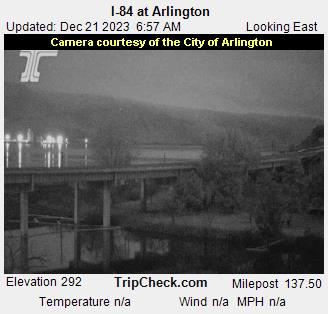 I-84 at Arlington
Updated: Dec 21 2023 6:57 AM Looking East
Camera courtesy of the City of Arlington
Elevation 292 TripCheck.com Milepost 137.50
Temperature n/a Wind n/a MPH n/a